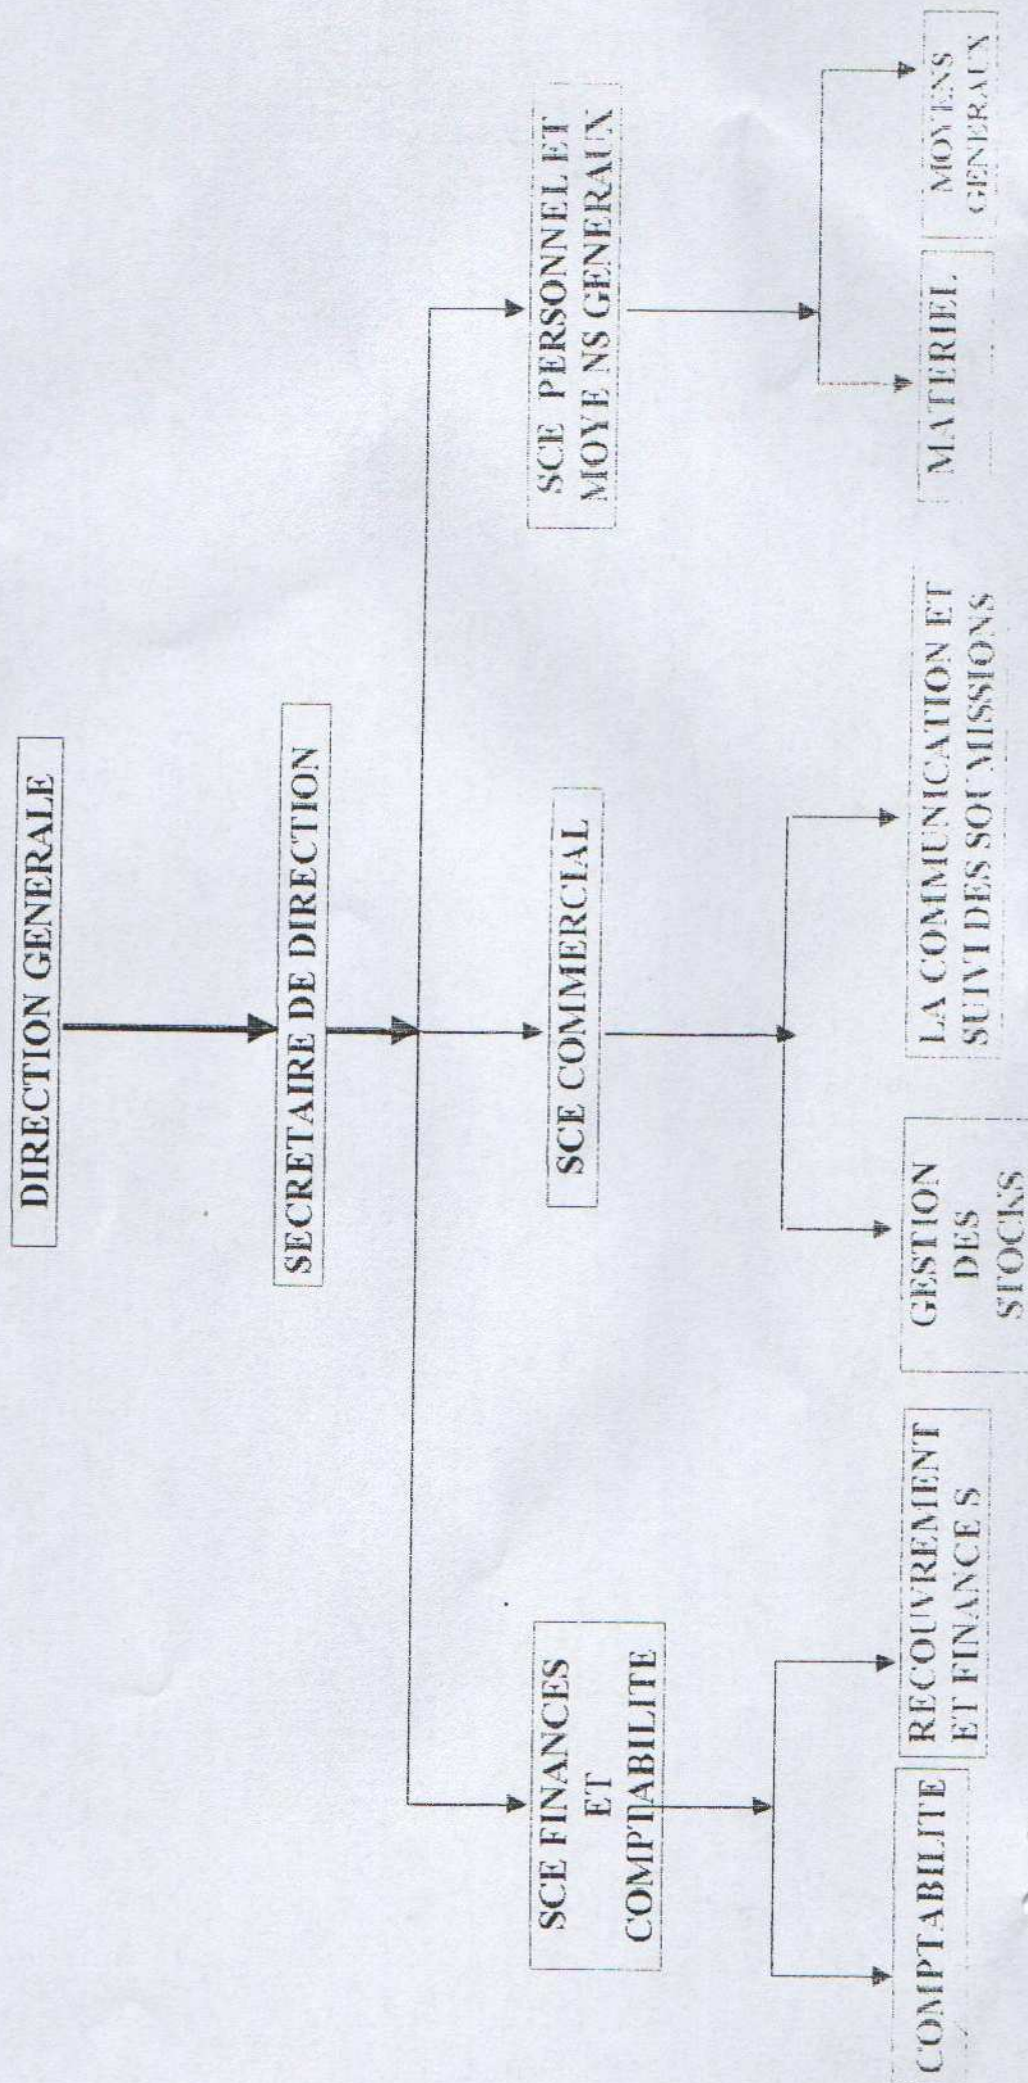 DIRECTION GENERALE
SECRETAIRE DE DIRECTION
SCE FINANCES
ET
COMPTABILITE
SCE COMMERCIAL
SCE PERSONNEL ET
MOYE NS GENERAUX
COMPTABILITE
RECOUVREMENT
ET FINANCE S
GESTION
DES
STOCKS
LA COMMUNICATION ET
SUIVI DES SOUMISSIONS
MATERIEL
MOYENS
GENERAUX